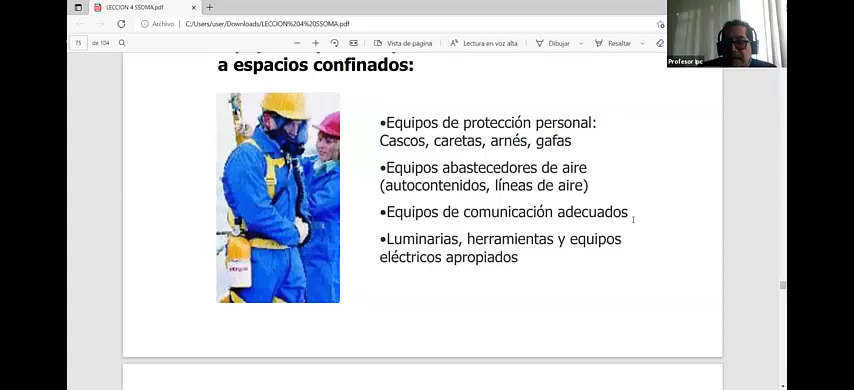 LECCION 4 SSOMA.pdf
Archivo
C:/Users/user/Downloads/LECCION%204%20SSOMA.pdf
75 de 104
Vista de página
Lectura en voz alta
Dibujar
Resaltar
Profesor Ipc
a espacios confinados:
•Equipos de protección personal:
Cascos, caretas, arnés, gafas
•Equipos abastecedores de aire
(autocontenidos, líneas de aire)
•Equipos de comunicación adecuados
•Luminarias, herramientas y equipos
eléctricos apropiados